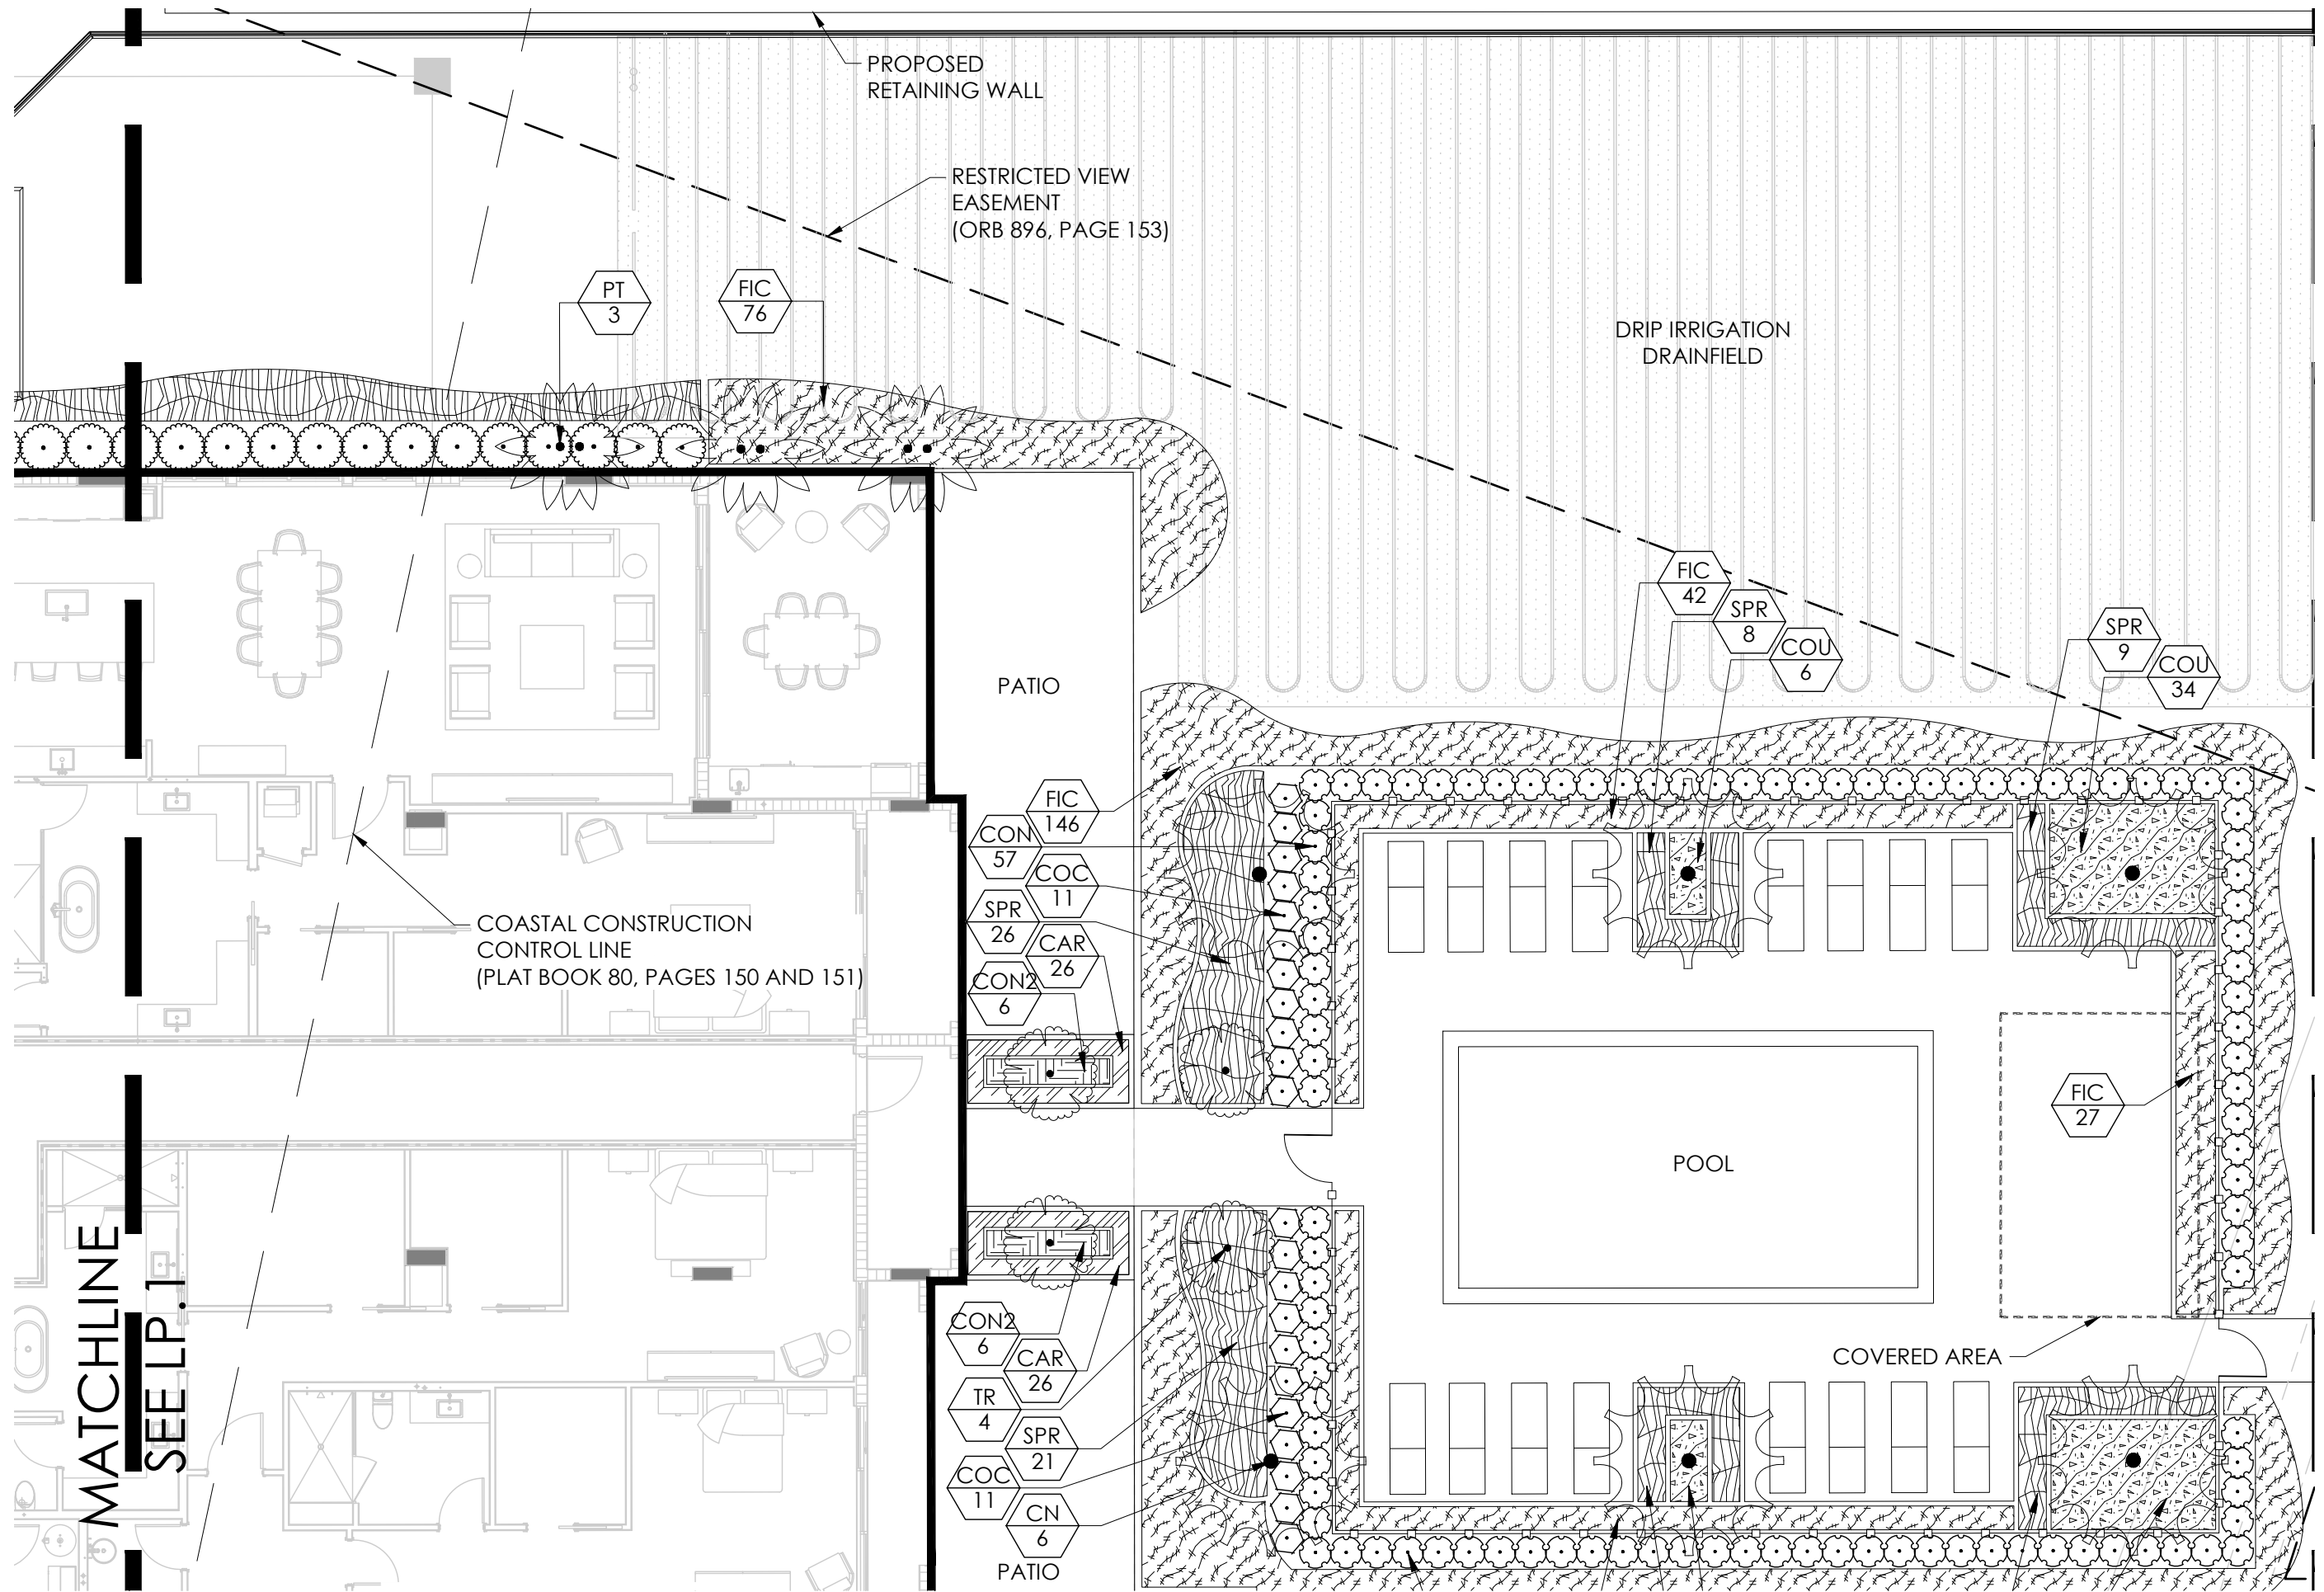 PROPOSED
RETAINING WALL
RESTRICTED VIEW
EASEMENT
(ORB 896, PAGE 153)
PT
3
FIC
76
DRIP IRRIGATION
DRAINFIELD
FIC
42
SPR
8
COU
6
SPR
9
COU
34
PATIO
FIC
146
CON
57
COC
11
SPR
26
CAR
26
CON2
6
COASTAL CONSTRUCTION
CONTROL LINE
(PLAT BOOK 80, PAGES 150 AND 151)
FIC
27
POOL
COVERED AREA
MATCHLINE
SEE LP 1
CON2
6
CAR
26
TR
4
SPR
21
COC
11
CN
6
PATIO